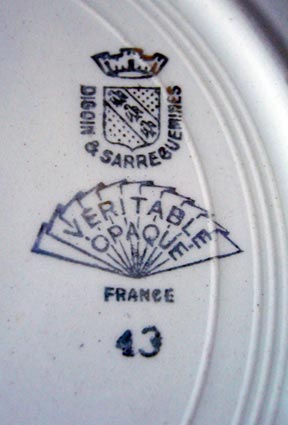 DIGOIN
& SARREGUEMINES
VERITABLE
OPAQUE
FRANCE
43